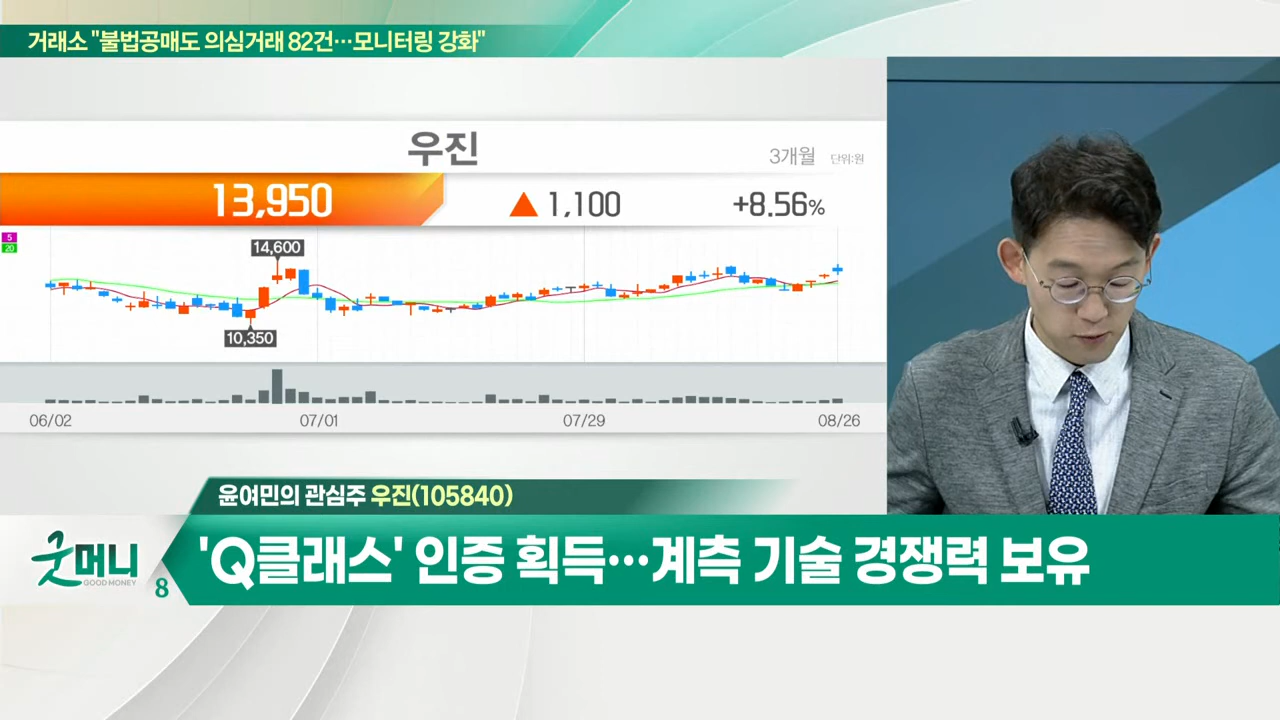 거래소 "불법공매도 의심거래 82건…모니터링 강화"
우진
3개월 단위:원
13,950 ▲ 1,100 +8.56%
5
20
14,600
10,350
06/02 07/01 07/29 08/26
윤여민의 관심주 우진(105840)
굿머니
GOOD MONEY
8
'Q클래스' 인증 획득…계측 기술 경쟁력 보유